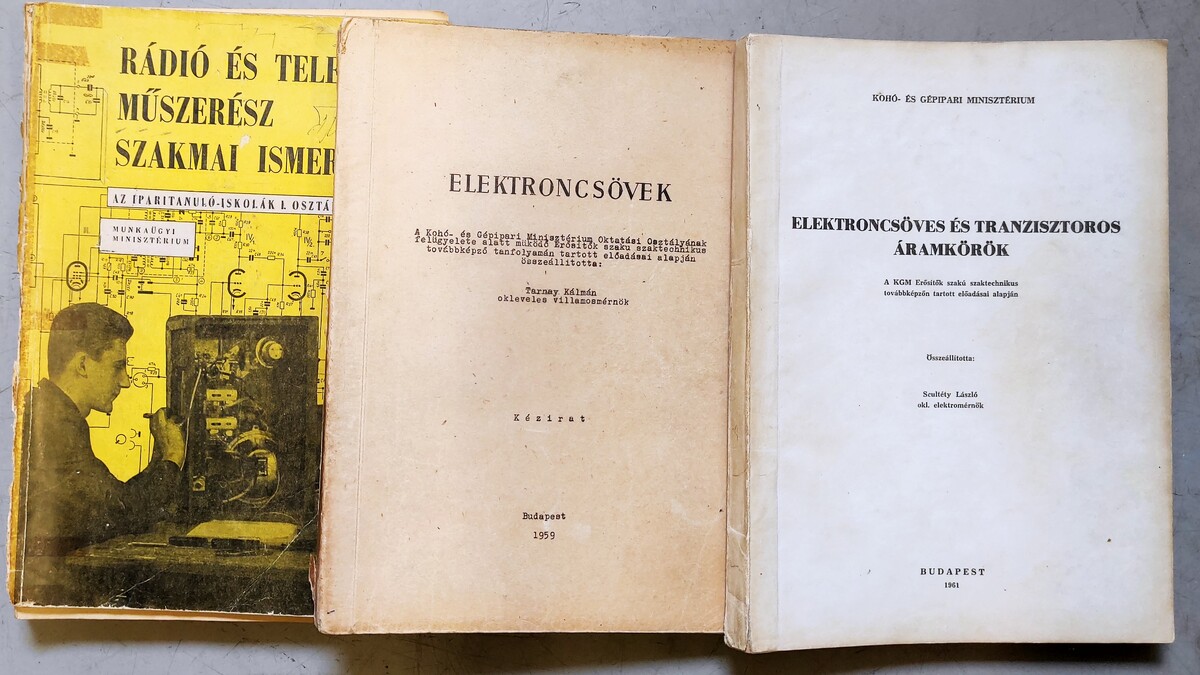 RÁDIÓ ÉS TELE
MŰSZERÉSZ
SZAKMAI ISMER
AZ IPARITANULÓ-ISKOLÁK I. OSZTÁ
MUNKAÜGYI
MINISZTÉRIUM
ELEKTRONCSÖVEK
A Kohó- és Gépipari Minisztérium Oktatási Osztályának
felügyelete alatt működő Erősítők szaku szaktechnikus
továbbképző tanfolyamán tartott előadásai alapján
összeállította:
Tarnay Kálmán
okleveles villamosmérnök
Kézirat
Budapest
1959
KOHÓ- ÉS GÉPIPARI MINISZTÉRIUM
ELEKTRONCSÖVES ÉS TRANZISZTOROS
ÁRAMKÖRÖK
A KGM Erősítők szakú szaktechnikus
továbbképzőn tartott előadásai alapján
Összeállította:
Scultéty László
okl. elektromérnök
BUDAPEST
1961